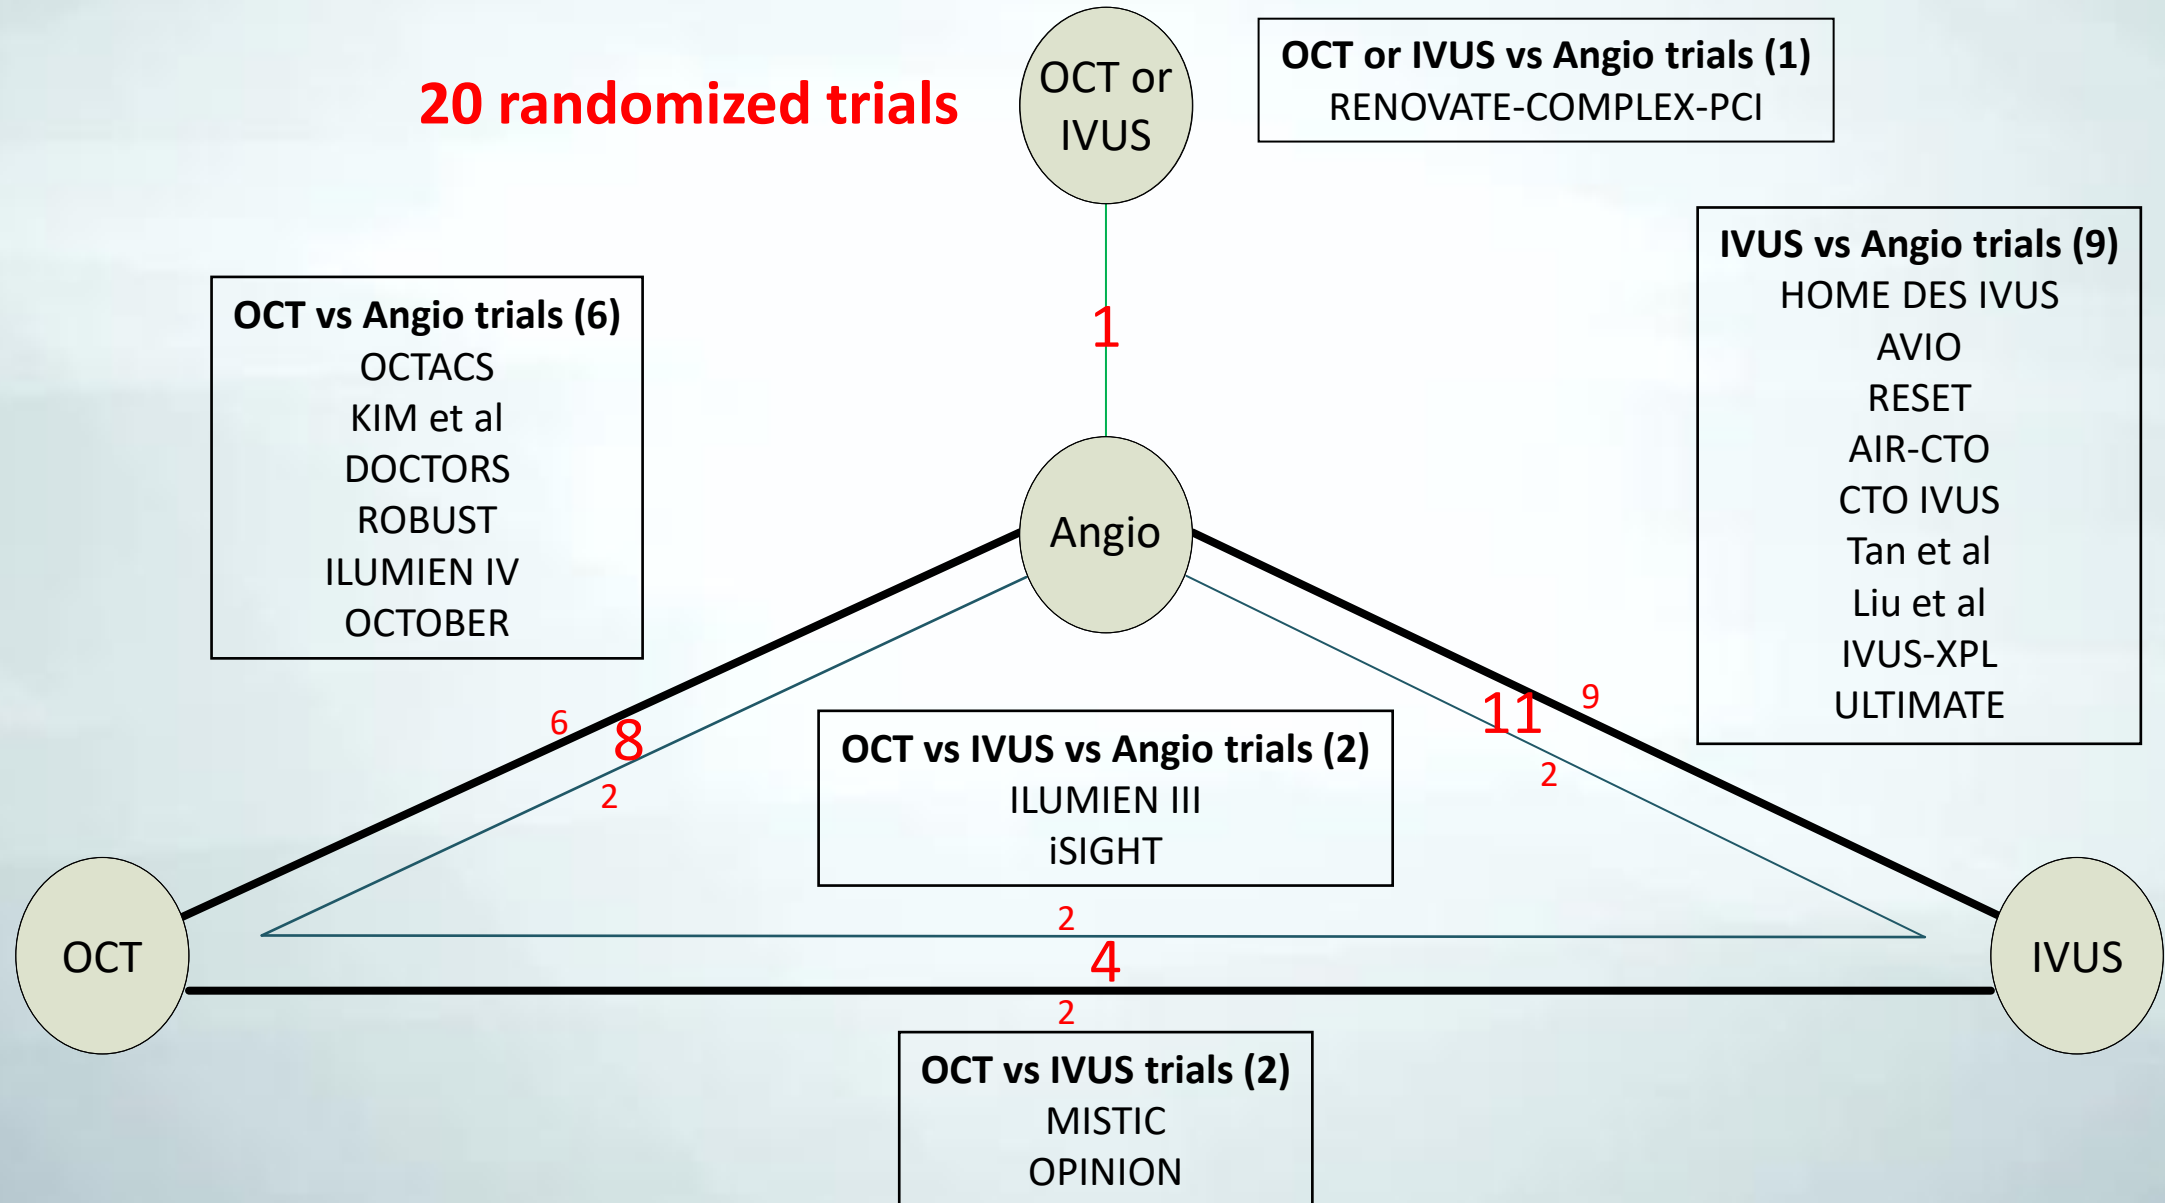 20 randomized trials
OCT or
IVUS
OCT or IVUS vs Angio trials (1)
RENOVATE-COMPLEX-PCI
1
OCT vs Angio trials (6)
OCTACS
KIM et al
DOCTORS
ROBUST
ILUMIEN IV
OCTOBER
IVUS vs Angio trials (9)
HOME DES IVUS
AVIO
RESET
AIR-CTO
CTO IVUS
Tan et al
Liu et al
IVUS-XPL
ULTIMATE
Angio
6
8
2
11
9
2
OCT vs IVUS vs Angio trials (2)
ILUMIEN III
iSIGHT
OCT
2
4
2
IVUS
OCT vs IVUS trials (2)
MISTIC
OPINION